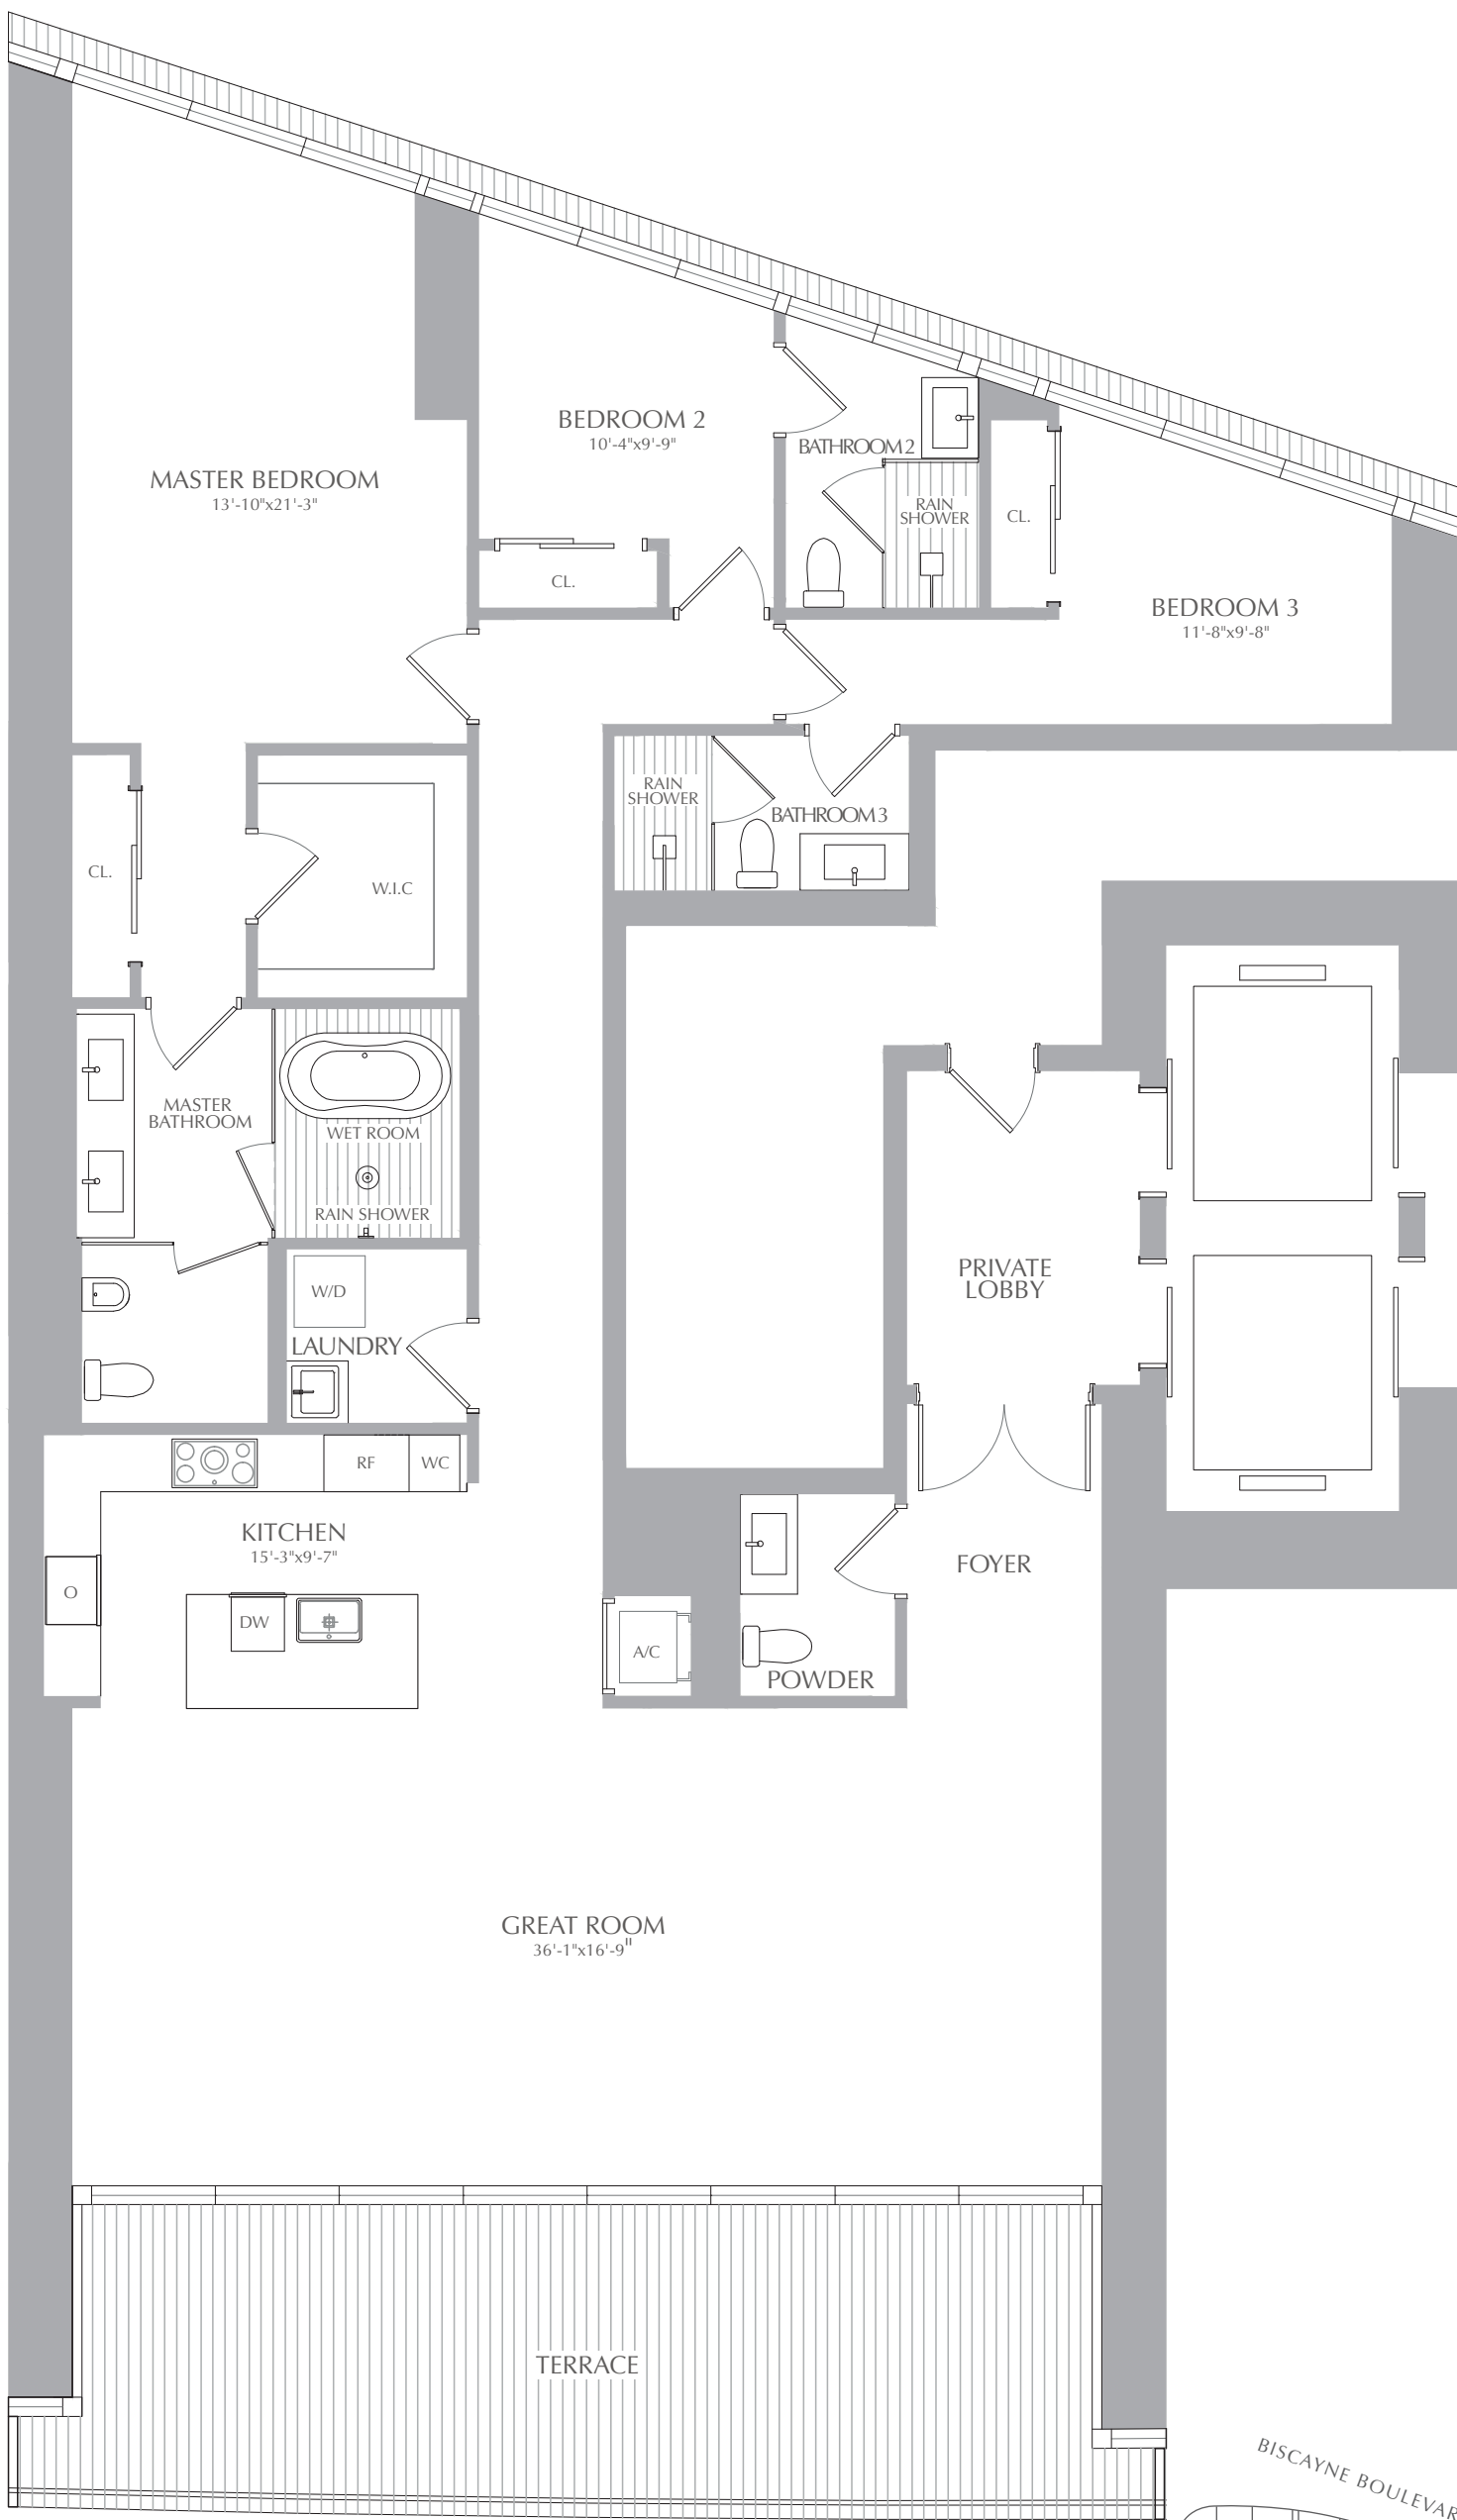 BEDROOM 2
10'-4"x9'-9"
BATHROOM 2
MASTER BEDROOM
13'-10"x21'-3"
RAIN
SHOWER
CL.
CL.
BEDROOM 3
11'-8"x9'-8"
RAIN
SHOWER
BATHROOM 3
CL.
W.I.C
MASTER
BATHROOM
WET ROOM
RAIN SHOWER
PRIVATE
LOBBY
W/D
LAUNDRY
RF
WC
KITCHEN
15'-3"x9'-7"
FOYER
O
DW
A/C
POWDER
GREAT ROOM
36'-1"x16'-9"
TERRACE
BISCAYNE BOULEVAR